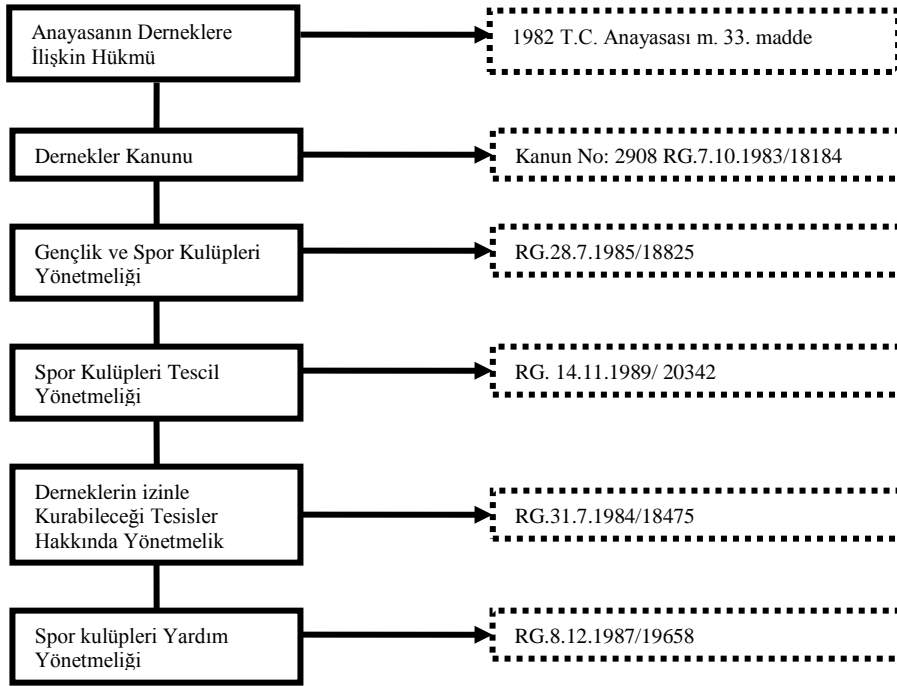 Anayasanın Derneklere
İlişkin Hükmü
1982 T.C. Anayasası m. 33. madde
Dernekler Kanunu
Kanun No: 2908 RG.7.10.1983/18184
Gençlik ve Spor Kulüpleri
Yönetmeliği
RG.28.7.1985/18825
Spor Kulüpleri Tescil
Yönetmeliği
RG. 14.11.1989/ 20342
Derneklerin izinle
Kurabileceği Tesisler
Hakkında Yönetmelik
RG.31.7.1984/18475
Spor kulüpleri Yardım
Yönetmeliği
RG.8.12.1987/19658